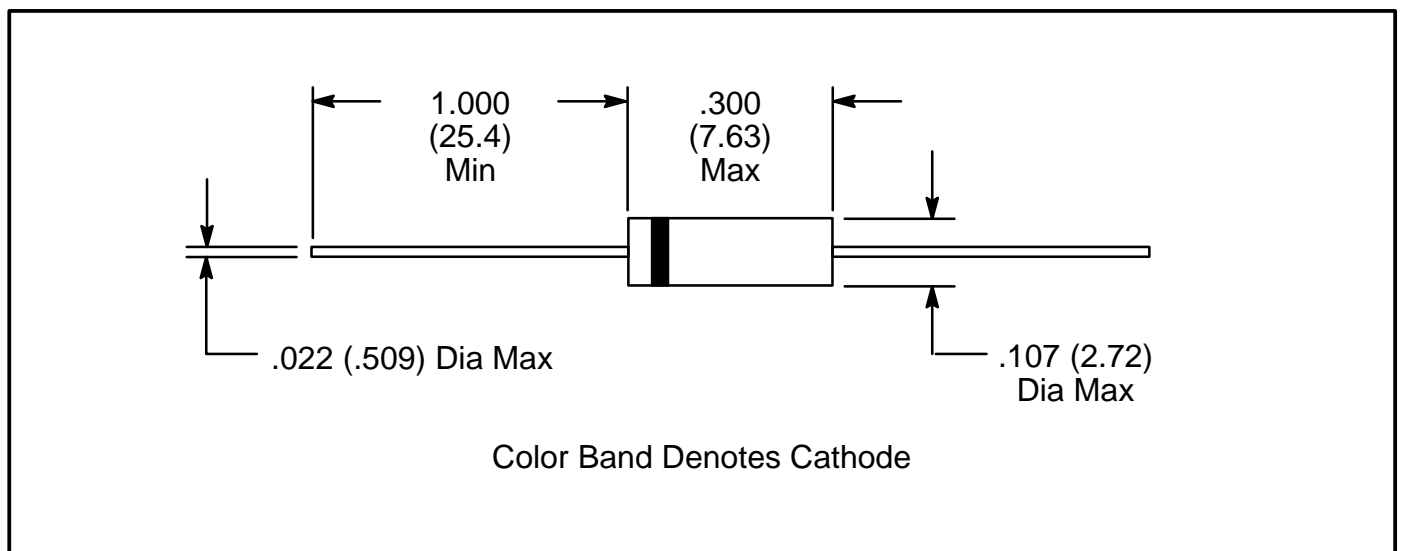 1.000
(25.4)
Min
.300
(7.63)
Max
.022 (.509) Dia Max
.107 (2.72)
Dia Max
Color Band Denotes Cathode